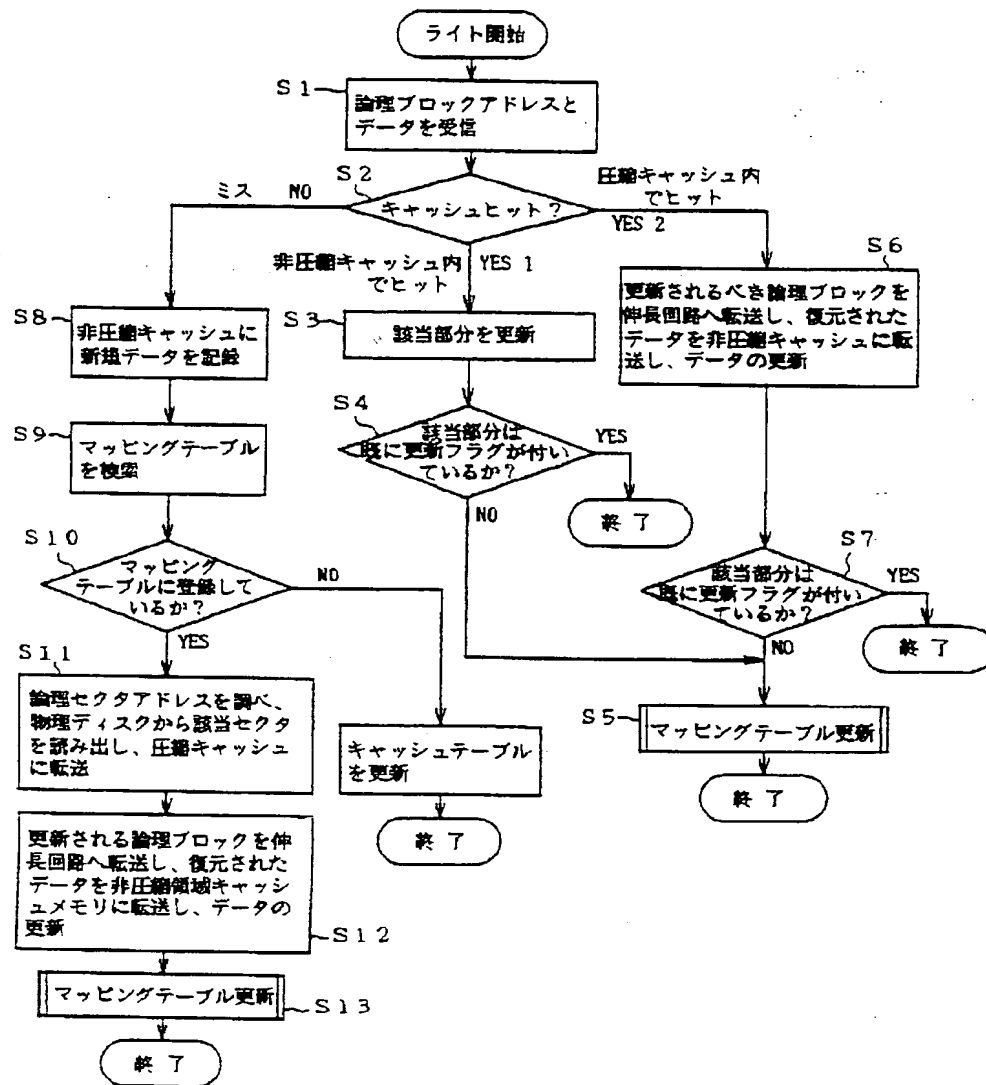 ライト開始
S1
論理ブロックアドレスと
データを受信
S2
キャッシュヒット?
ミス NO
圧縮キャッシュ内
でヒット
YES 2
非圧縮キャッシュ内
でヒット
YES 1
S3
該当部分を更新
S4
該当部分は
既に更新フラグが付い
ているか?
YES
終了
NO
S6
更新されるべき論理ブロックを
伸長回路へ転送し、復元された
データを非圧縮キャッシュに転
送し、データの更新
S7
該当部分は
既に更新フラグが付い
ているか?
YES
終了
NO
S5
マッピングテーブル更新
終了
S8
非圧縮キャッシュに
新規データを記録
S9
マッピングテーブル
を検索
S10
マッピング
テーブルに登録して
いるか?
NO
YES
キャッシュテーブル
を更新
終了
S11
論理セクタアドレスを調べ、
物理ディスクから該当セクタ
を読み出し、圧縮キャッシュ
に転送
更新される論理ブロックを伸
長回路へ転送し、復元された
データを非圧縮領域キャッシ
ュメモリに転送し、データの
更新
S12
マッピングテーブル更新
S13
終了